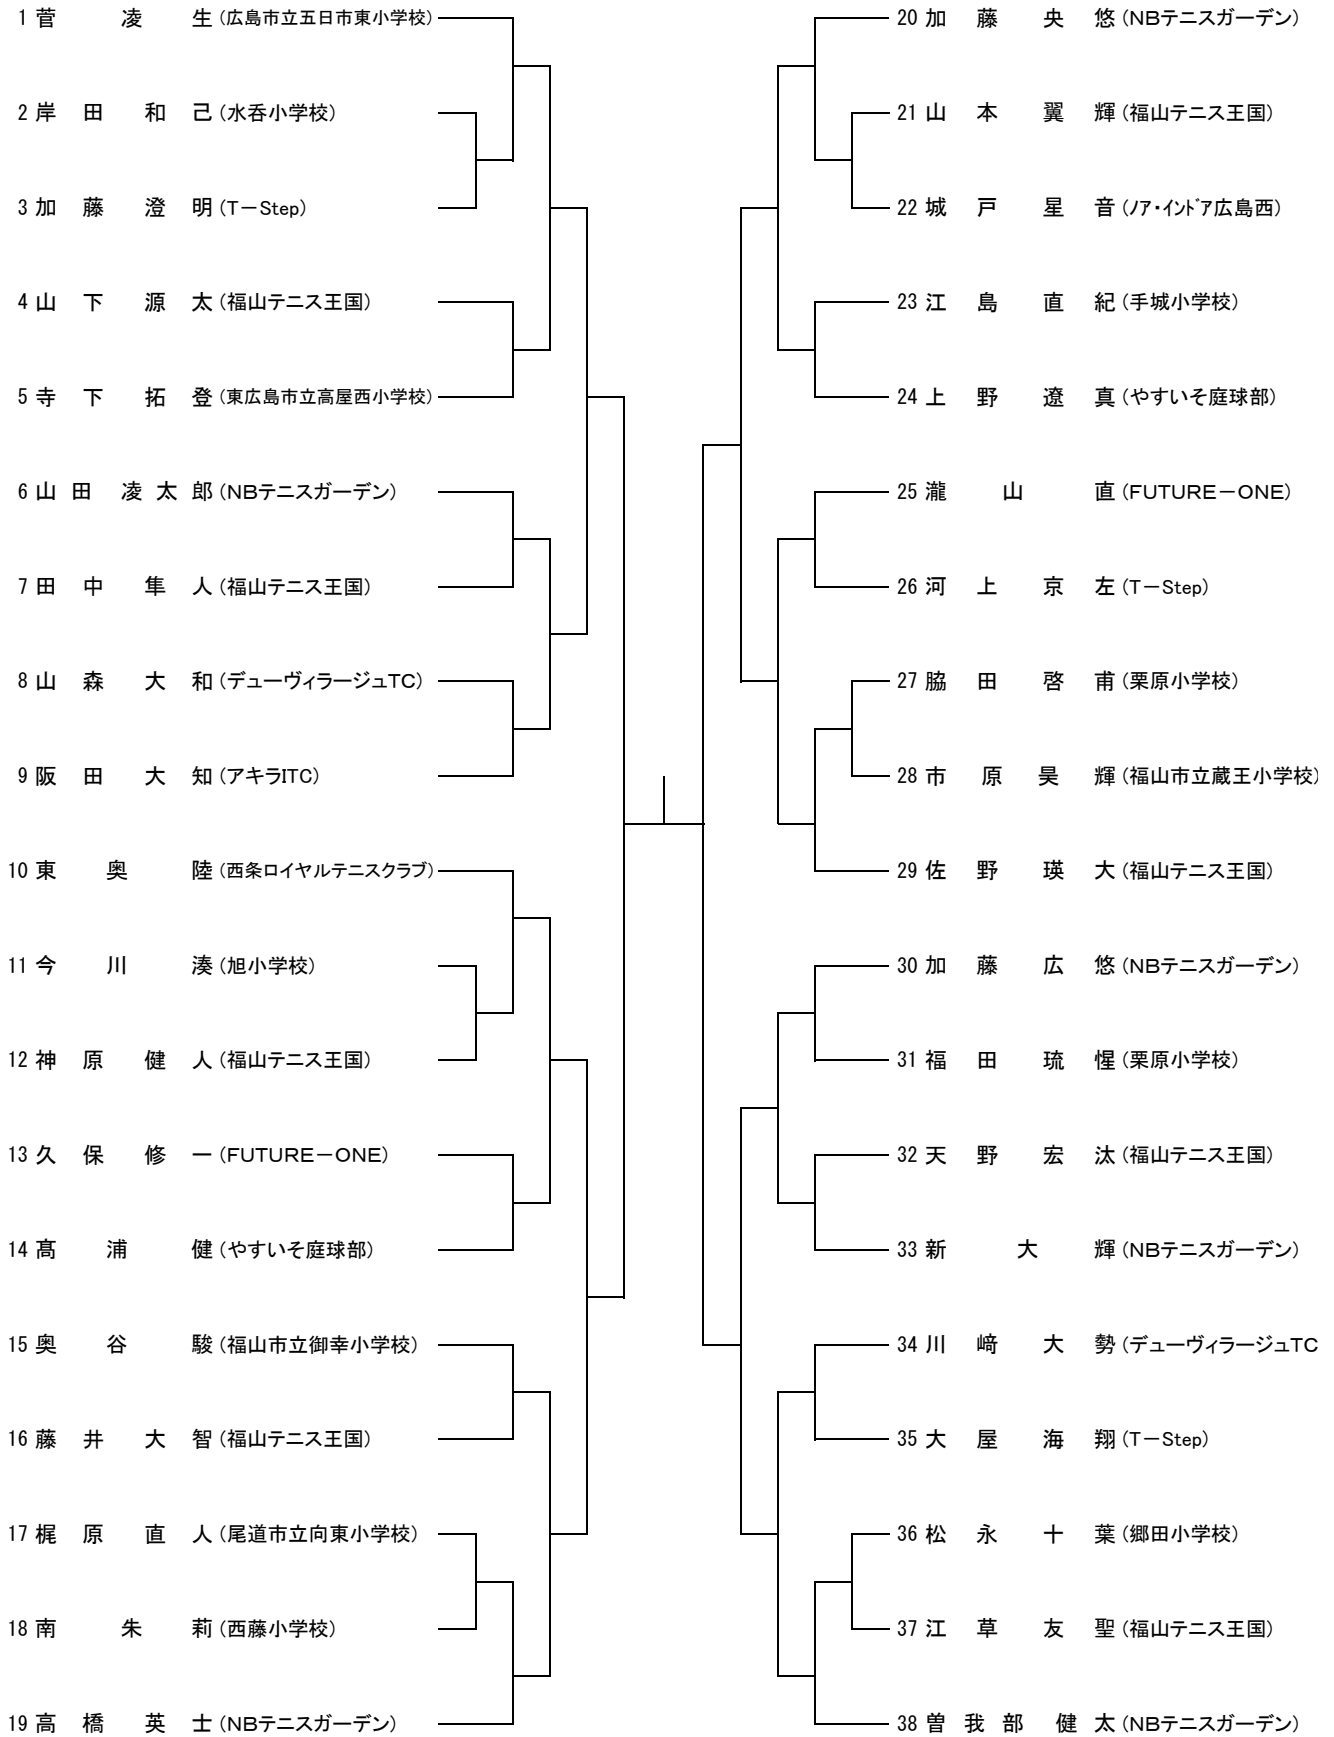 1 菅 凌 生 (広島市立五日市東小学校)
2 岸 田 和 己 (水呑小学校)
3 加 藤 澄 明 (T－Step)
4 山 下 源 太 (福山テニス王国)
5 寺 下 拓 登 (東広島市立高屋西小学校)
6 山 田 凌 太 郎 (NBテニスガーデン)
7 田 中 隼 人 (福山テニス王国)
8 山 森 大 和 (デューヴィラージュTC)
9 阪 田 大 知 (アキラITC)
10 東 奥 陸 (西条ロイヤルテニスクラブ)
11 今 川 湊 (旭小学校)
12 神 原 健 人 (福山テニス王国)
13 久 保 修 一 (FUTURE－ONE)
14 髙 浦 健 (やすいそ庭球部)
15 奥 谷 駿 (福山市立御幸小学校)
16 藤 井 大 智 (福山テニス王国)
17 梶 原 直 人 (尾道市立向東小学校)
18 南 朱 莉 (西藤小学校)
19 高 橋 英 士 (NBテニスガーデン)
20 加 藤 央 悠 (NBテニスガーデン)
21 山 本 翼 輝 (福山テニス王国)
22 城 戸 星 音 (ﾉｱ・ｲﾝﾄﾞｱ広島西)
23 江 島 直 紀 (手城小学校)
24 上 野 遼 真 (やすいそ庭球部)
25 瀧 山 直 (FUTURE－ONE)
26 河 上 京 左 (T－Step)
27 脇 田 啓 甫 (栗原小学校)
28 市 原 昊 輝 (福山市立蔵王小学校)
29 佐 野 瑛 大 (福山テニス王国)
30 加 藤 広 悠 (NBテニスガーデン)
31 福 田 琉 惺 (栗原小学校)
32 天 野 宏 汰 (福山テニス王国)
33 新 大 輝 (NBテニスガーデン)
34 川 﨑 大 勢 (デューヴィラージュTC
35 大 屋 海 翔 (T－Step)
36 松 永 十 葉 (郷田小学校)
37 江 草 友 聖 (福山テニス王国)
38 曽 我 部 健 太 (NBテニスガーデン)